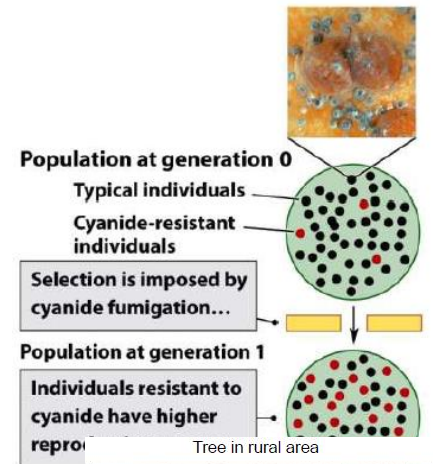 Population at generation 0
Typical individuals
Cyanide-resistant
individuals
Selection is imposed by
cyanide fumigation…
Population at generation 1
Individuals resistant to
cyanide have higher
Tree in rural area